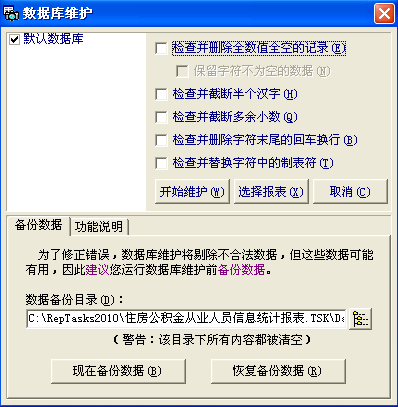 数据库维护
默认数据库
检查并删除全数值全空的记录(E)
保留字符不为空的数据(N)
检查并截断半个汉字(H)
检查并截断多余小数(Q)
检查并删除字符末尾的回车换行(B)
检查并替换字符中的制表符(T)
开始维护(W) 选择报表(X) 取消(C)
备份数据 功能说明
为了修正错误，数据库维护将剔除不合法数据，但这些数据可能
有用，因此建议您运行数据库维护前备份数据。
数据备份目录(D)：
C:\RepTasks2010\住房公积金从业人员信息统计报表.TSK\Da
(警告：该目录下所有内容都被清空)
现在备份数据(B) 恢复备份数据(R)